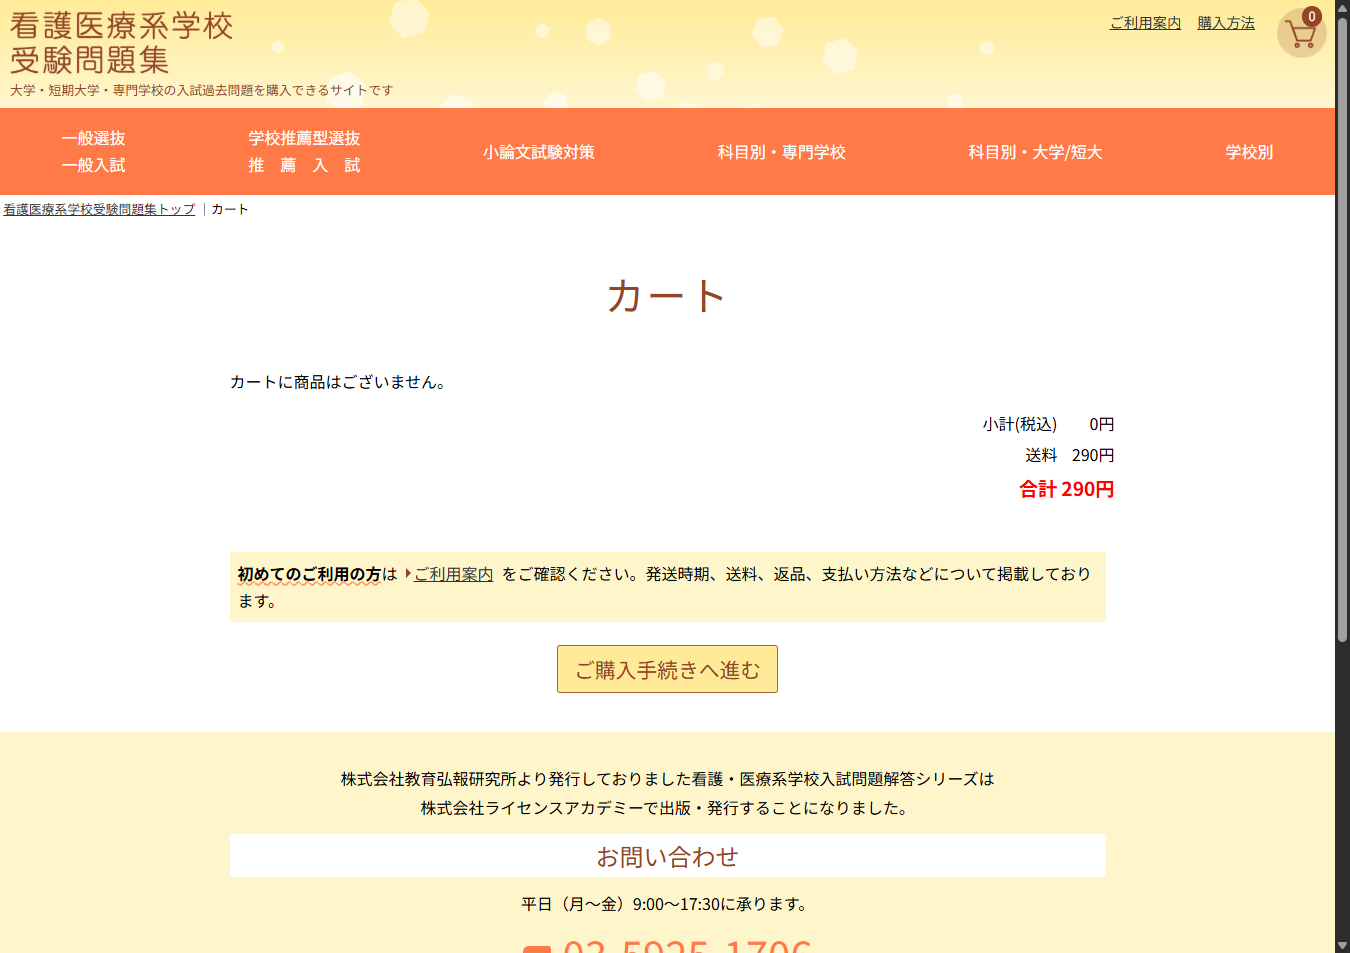 看護医療系学校
受験問題集
大学・短期大学・専門学校の入試過去問題を購入できるサイトです
ご利用案内 購入方法 0
一般選抜
一般入試
学校推薦型選抜
推 薦 入 試
小論文試験対策
科目別・専門学校
科目別・大学/短大
学校別
看護医療系学校受験問題集トップ ｜カート
カート
カートに商品はございません。
小計(税込) 0円
送料 290円
合計 290円
初めてのご利用の方は ご利用案内 をご確認ください。発送時期、送料、返品、支払い方法などについて掲載しており
ます。
ご購入手続きへ進む
株式会社教育弘報研究所より発行しておりました看護・医療系学校入試問題解答シリーズは
株式会社ライセンスアカデミーで出版・発行することになりました。
お問い合わせ
平日（月〜金）9:00〜17:30に承ります。
03-5925-1706